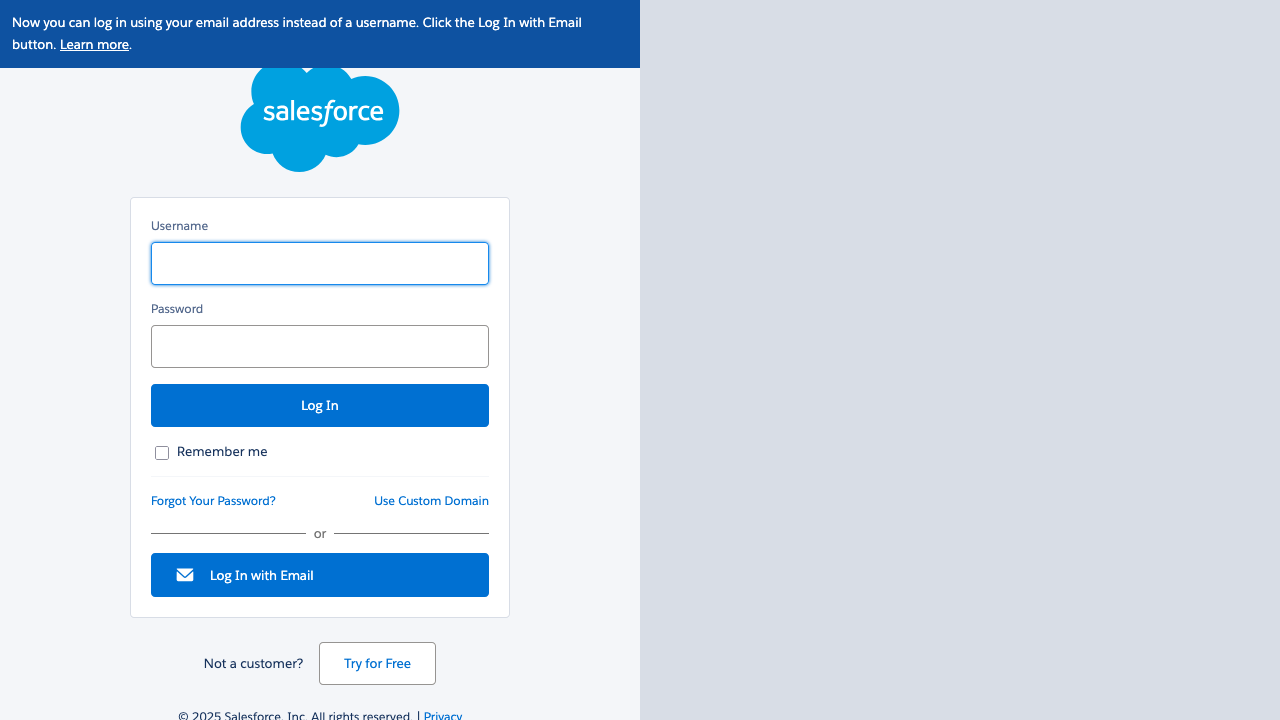 Now you can log in using your email address instead of a username. Click the Log In with Email
button. Learn more.
salesforce
Username
Password
Log In
Remember me
Forgot Your Password?
Use Custom Domain
or
Log In with Email
Not a customer?
Try for Free
© 2025 Salesforce, Inc. All rights reserved. | Privacy